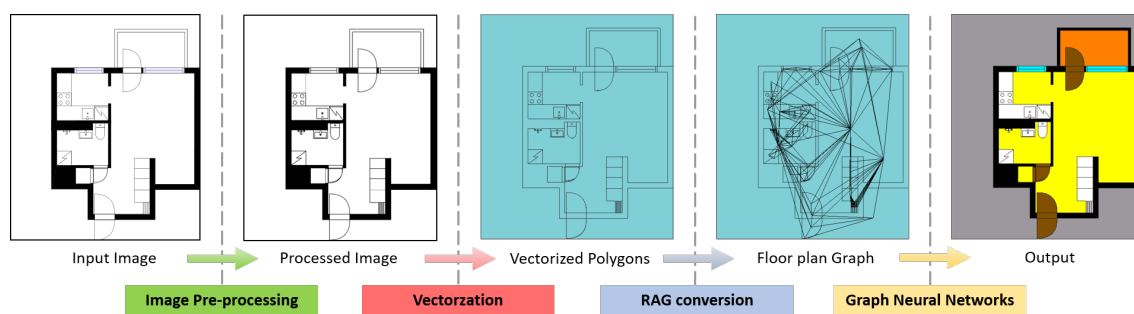 Input Image
Processed Image
Vectorized Polygons
Floor plan Graph
Output
Image Pre-processing
Vectorzation
RAG conversion
Graph Neural Networks